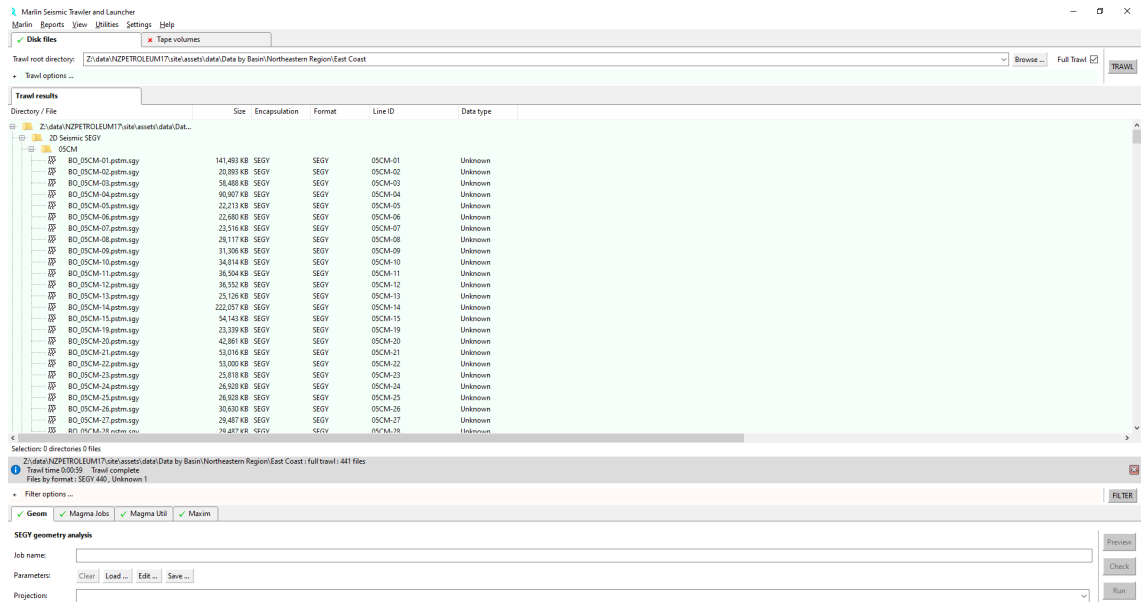 Marlin Seismic Trawler and Launcher
Marlin Reports View Utilities Settings Help
✓ Disk files × Tape volumes
Trawl root directory: Z:\data\NZPETROLEUM17\site\assets\data\Data by Basin\Northeastern Region\East Coast Browse ... Full Trawl TRAWL
+ Trawl options ...
Trawl results
Directory / File Size Encapsulation Format Line ID Data type
Z:\data\NZPETROLEUM17\site\assets\data\Dat...
2D Seismic SEGY
05CM
BO_05CM-01.pstm.sgy 141,493 KB SEGY SEGY 05CM-01 Unknown
BO_05CM-02.pstm.sgy 20,893 KB SEGY SEGY 05CM-02 Unknown
BO_05CM-03.pstm.sgy 58,488 KB SEGY SEGY 05CM-03 Unknown
BO_05CM-04.pstm.sgy 90,907 KB SEGY SEGY 05CM-04 Unknown
BO_05CM-05.pstm.sgy 22,213 KB SEGY SEGY 05CM-05 Unknown
BO_05CM-06.pstm.sgy 22,680 KB SEGY SEGY 05CM-06 Unknown
BO_05CM-07.pstm.sgy 23,516 KB SEGY SEGY 05CM-07 Unknown
BO_05CM-08.pstm.sgy 29,117 KB SEGY SEGY 05CM-08 Unknown
BO_05CM-09.pstm.sgy 31,306 KB SEGY SEGY 05CM-09 Unknown
BO_05CM-10.pstm.sgy 34,814 KB SEGY SEGY 05CM-10 Unknown
BO_05CM-11.pstm.sgy 36,504 KB SEGY SEGY 05CM-11 Unknown
BO_05CM-12.pstm.sgy 36,552 KB SEGY SEGY 05CM-12 Unknown
BO_05CM-13.pstm.sgy 25,126 KB SEGY SEGY 05CM-13 Unknown
BO_05CM-14.pstm.sgy 222,057 KB SEGY SEGY 05CM-14 Unknown
BO_05CM-15.pstm.sgy 54,143 KB SEGY SEGY 05CM-15 Unknown
BO_05CM-19.pstm.sgy 23,339 KB SEGY SEGY 05CM-19 Unknown
BO_05CM-20.pstm.sgy 42,861 KB SEGY SEGY 05CM-20 Unknown
BO_05CM-21.pstm.sgy 53,016 KB SEGY SEGY 05CM-21 Unknown
BO_05CM-22.pstm.sgy 53,000 KB SEGY SEGY 05CM-22 Unknown
BO_05CM-23.pstm.sgy 25,818 KB SEGY SEGY 05CM-23 Unknown
BO_05CM-24.pstm.sgy 26,928 KB SEGY SEGY 05CM-24 Unknown
BO_05CM-25.pstm.sgy 26,928 KB SEGY SEGY 05CM-25 Unknown
BO_05CM-26.pstm.sgy 30,630 KB SEGY SEGY 05CM-26 Unknown
BO_05CM-27.pstm.sgy 29,487 KB SEGY SEGY 05CM-27 Unknown
BO_05CM-28.pstm.sgy 29,487 KB SEGY SEGY 05CM-28 Unknown
Selection: 0 directories 0 files
Z:\data\NZPETROLEUM17\site\assets\data\Data by Basin\Northeastern Region\East Coast : full trawl : 441 files
Trawl time 0:00:59 Trawl complete
Files by format : SEGY 440 , Unknown 1
+ Filter options ... FILTER
✓ Geom ✓ Magma Jobs ✓ Magma Util ✓ Maxim
SEGY geometry analysis
Preview
Job name:
Check
Parameters: Clear Load ... Edit ... Save ...
Run
Projection: